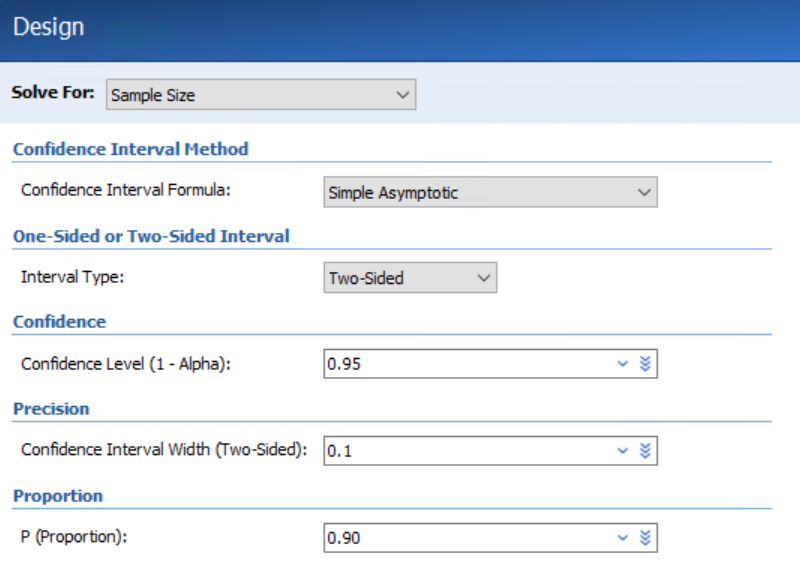 Design
Solve For: Sample Size
Confidence Interval Method
Confidence Interval Formula: Simple Asymptotic
One-Sided or Two-Sided Interval
Interval Type: Two-Sided
Confidence
Confidence Level (1 - Alpha): 0.95
Precision
Confidence Interval Width (Two-Sided): 0.1
Proportion
P (Proportion): 0.90